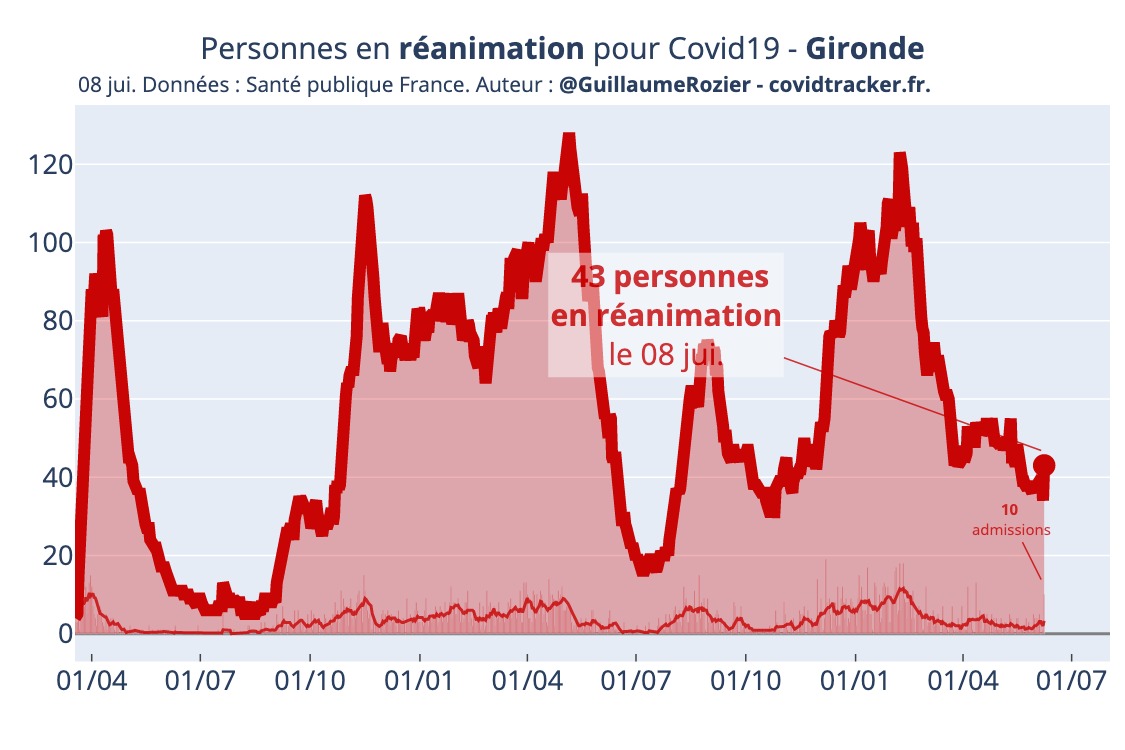 Personnes en réanimation pour Covid19 - Gironde
08 jui. Données : Santé publique France. Auteur : @GuillaumeRozier - covidtracker.fr.
120
100
80
60
40
20
0
43 personnes
en réanimation
le 08 jui.
10
admissions
01/04 01/07 01/10 01/01 01/04 01/07 01/10 01/01 01/04 01/07